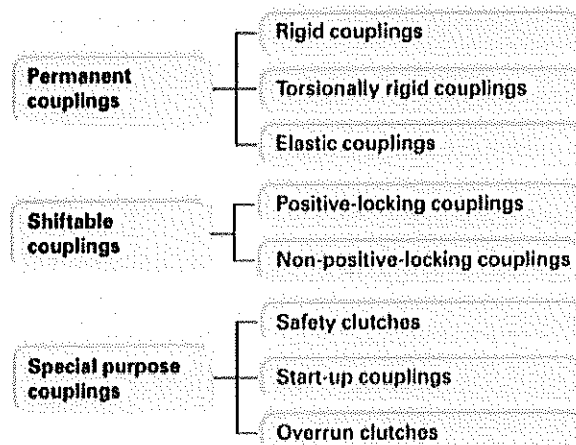 Permanent
couplings
Rigid couplings
Torsionally rigid couplings
Elastic couplings
Shiftable
couplings
Positive-locking couplings
Non-positive-locking couplings
Special purpose
couplings
Safety clutches
Start-up couplings
Overrun clutches